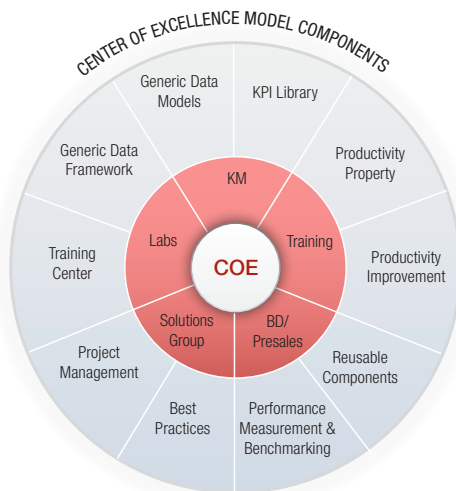 CENTER OF EXCELLENCE MODEL COMPONENTS
Generic Data
Models
KPI Library
Generic Data
Framework
Productivity
Property
KM
Labs
Training
COE
Training
Center
Productivity
Improvement
Solutions
Group
BD/
Presales
Project
Management
Reusable
Components
Best
Practices
Performance
Measurement &
Benchmarking